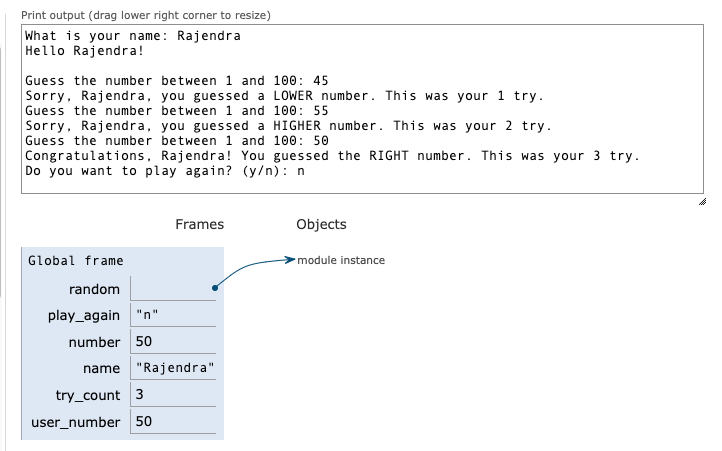 Print output (drag lower right corner to resize)
What is your name: Rajendra
Hello Rajendra!
Guess the number between 1 and 100: 45
Sorry, Rajendra, you guessed a LOWER number. This was your 1 try.
Guess the number between 1 and 100: 55
Sorry, Rajendra, you guessed a HIGHER number. This was your 2 try.
Guess the number between 1 and 100: 50
Congratulations, Rajendra! You guessed the RIGHT number. This was your 3 try.
Do you want to play again? (y/n): n
Frames Objects
Global frame
module instance
random
play_again "n"
number 50
name "Rajendra"
try_count 3
user_number 50